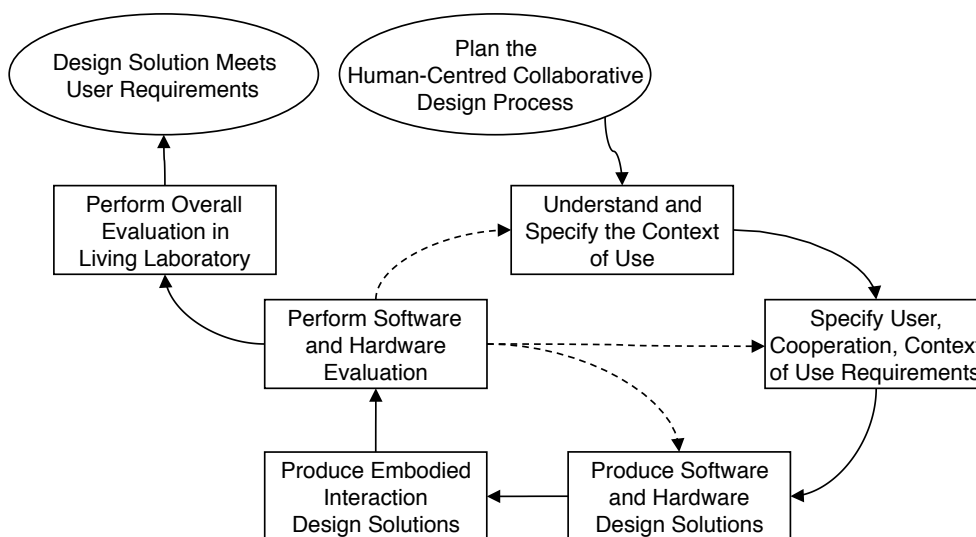 Design Solution Meets
User Requirements
Plan the
Human-Centred Collaborative
Design Process
Perform Overall
Evaluation in
Living Laboratory
Understand and
Specify the Context
of Use
Perform Software
and Hardware
Evaluation
Specify User,
Cooperation, Context
of Use Requirements
Produce Embodied
Interaction
Design Solutions
Produce Software
and Hardware
Design Solutions